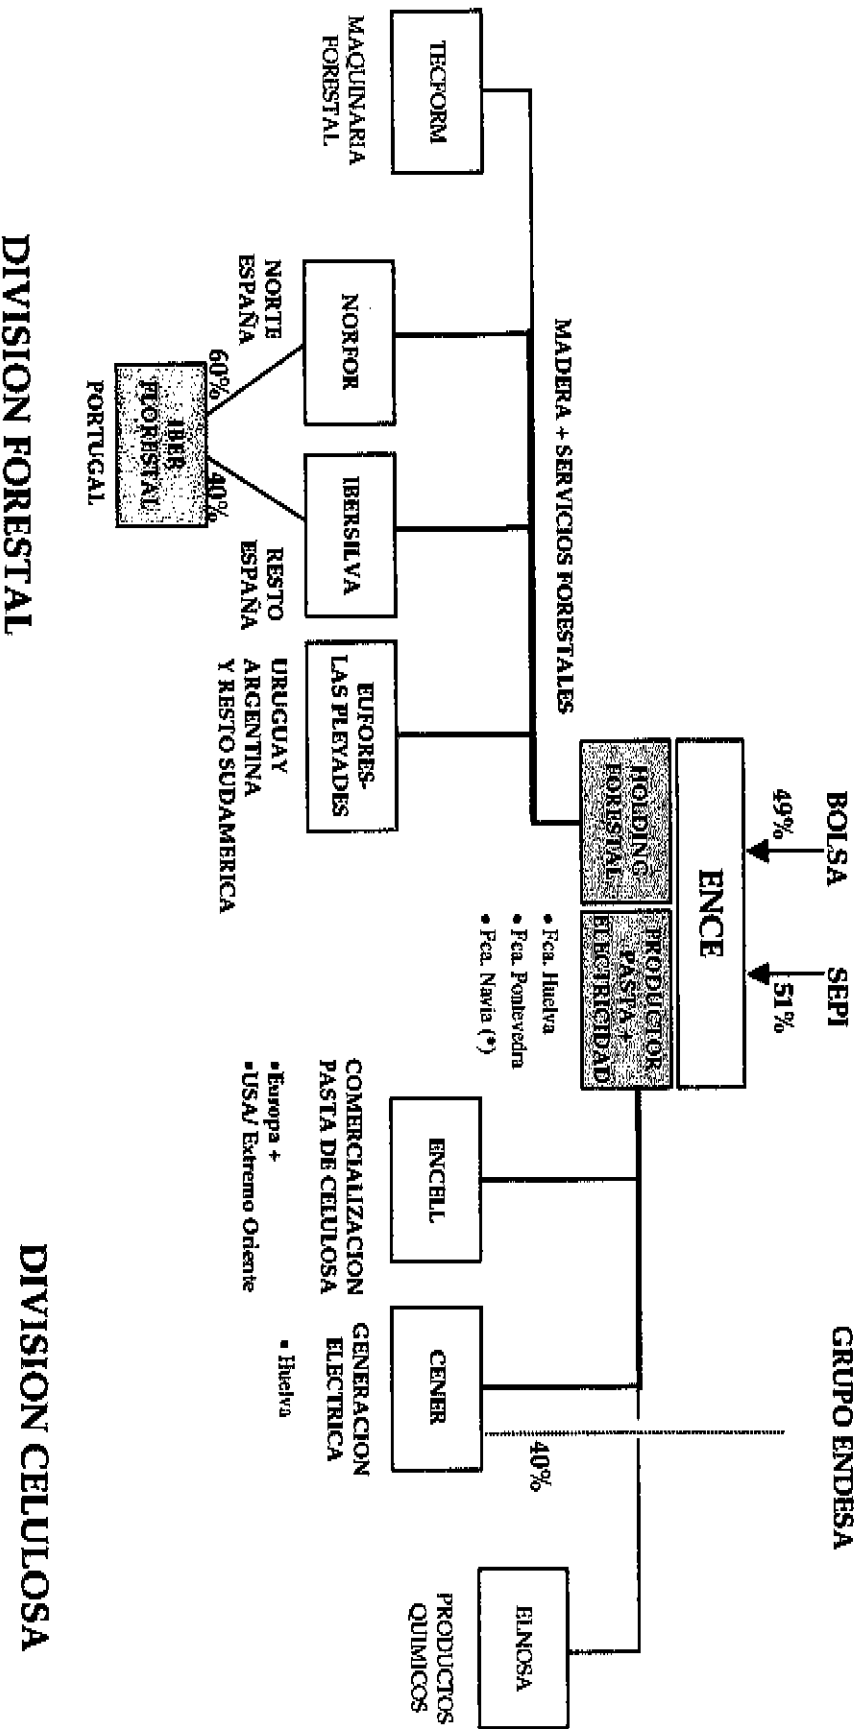 BOLSA
SEPI
GRUPO ENDESA
49%
51%
ENCE
HOLDING
FORESTAL
PRODUCTOR
PASTA +
ELECTRICIDAD
MADERA + SERVICIOS FORESTALES
• Fca. Huelva
• Fca. Pontevedra
• Fca. Navia (*)
40%
TECFORM
MAQUINARIA
FORESTAL
NORFOR
NORTE
ESPAÑA
IBERSILVA
RESTO
ESPAÑA
EUFORES-
LAS PLEYADES
URUGUAY
ARGENTINA
Y RESTO SUDAMERICA
60%
40%
IBER
FLORESTAL
PORTUGAL
ENCELL
COMERCIALIZACION
PASTA DE CELULOSA
• Europa +
• USA/ Extremo Oriente
CENER
GENERACION
ELECTRICA
• Huelva
ELNOSA
PRODUCTOS
QUIMICOS
DIVISION FORESTAL
DIVISION CELULOSA